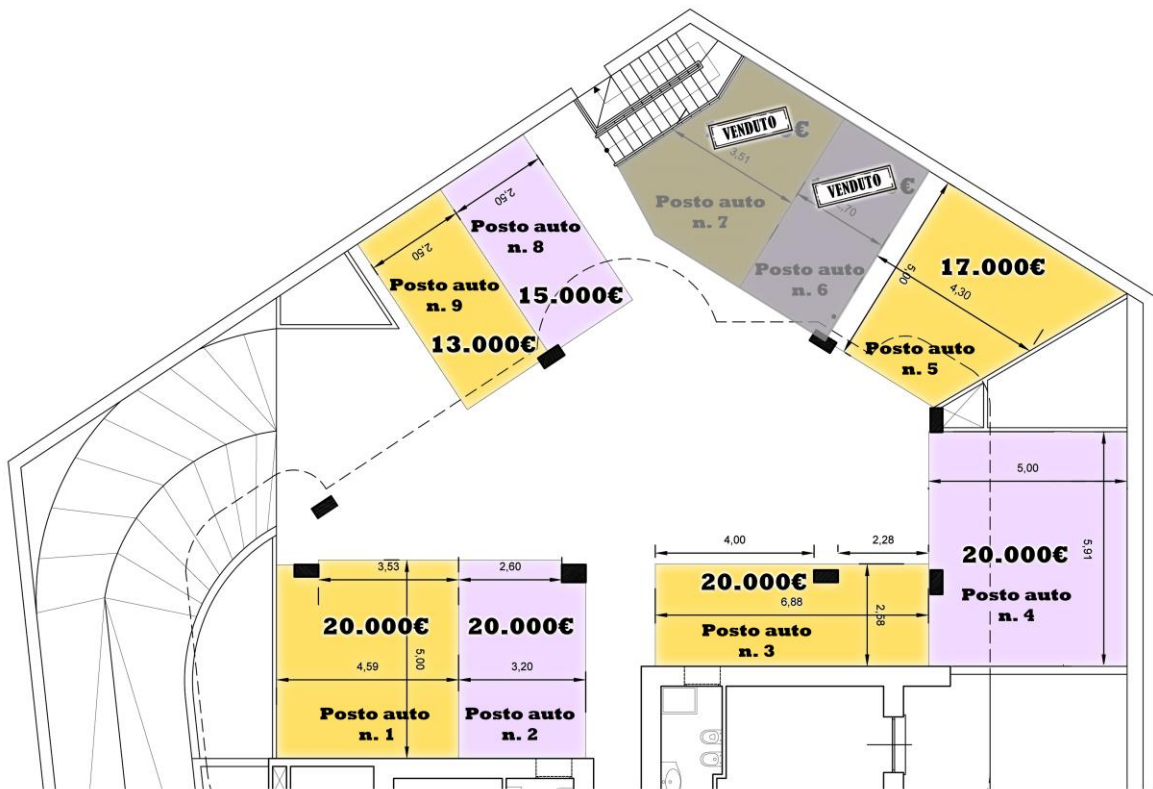 VENDUTO
€
3,51
Posto auto
n. 7
VENDUTO
€
,70
Posto auto
n. 6
2,50
Posto auto
n. 8
15.000€
2,50
Posto auto
n. 9
13.000€
17.000€
5,00
4,30
Posto auto
n. 5
5,00
5,91
20.000€
Posto auto
n. 4
4,00
2,28
20.000€
6,88
2,58
Posto auto
n. 3
3,53
2,60
20.000€
20.000€
5,00
4,59
3,20
Posto auto
n. 1
Posto auto
n. 2